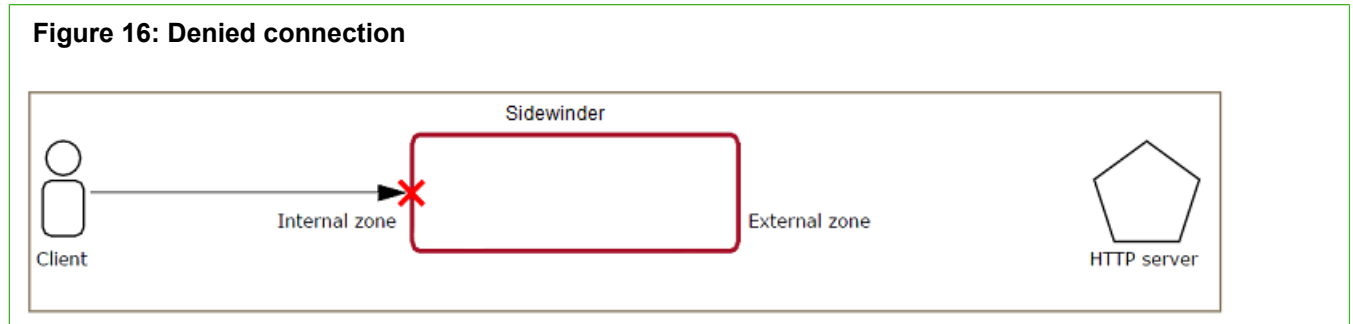 Figure 16: Denied connection
Sidewinder
Internal zone
External zone
Client
HTTP server